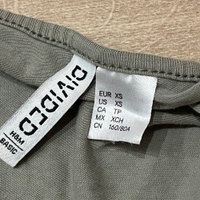 DIVIDED
H&M
BASIC
EUR XS
US XS
CA TP
MX XCH
CN 160/80A